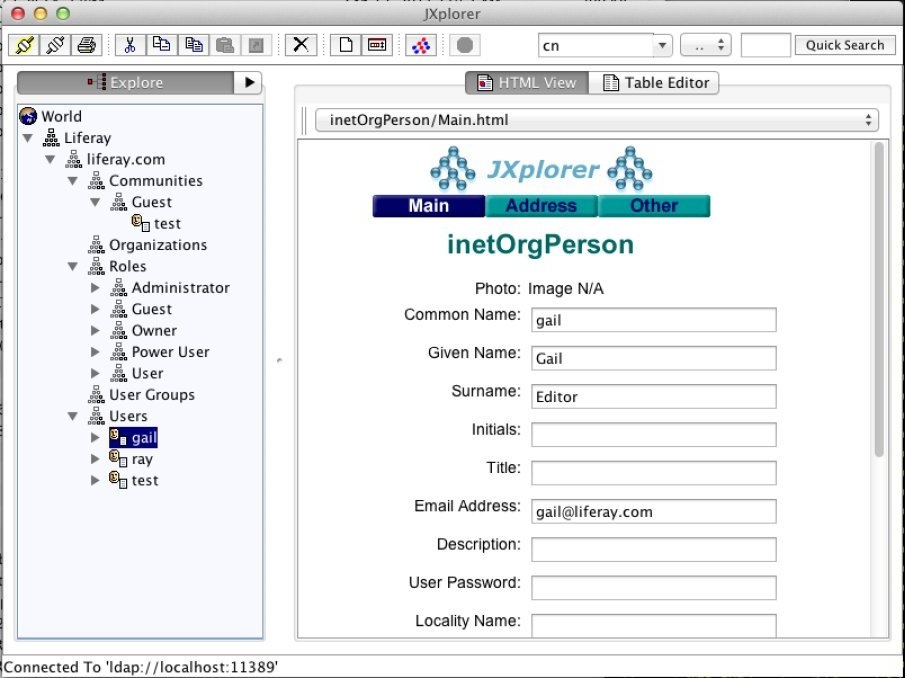 JXplorer
cn
..
Quick Search
Explore
HTML View
Table Editor
World
Liferay
liferay.com
Communities
Guest
test
Organizations
Roles
Administrator
Guest
Owner
Power User
User
User Groups
Users
gail
ray
test
inetOrgPerson/Main.html
JXplorer
Main Address Other
inetOrgPerson
Photo: Image N/A
Common Name: gail
Given Name: Gail
Surname: Editor
Initials:
Title:
Email Address: gail@liferay.com
Description:
User Password:
Locality Name:
Connected To 'ldap://localhost:11389'